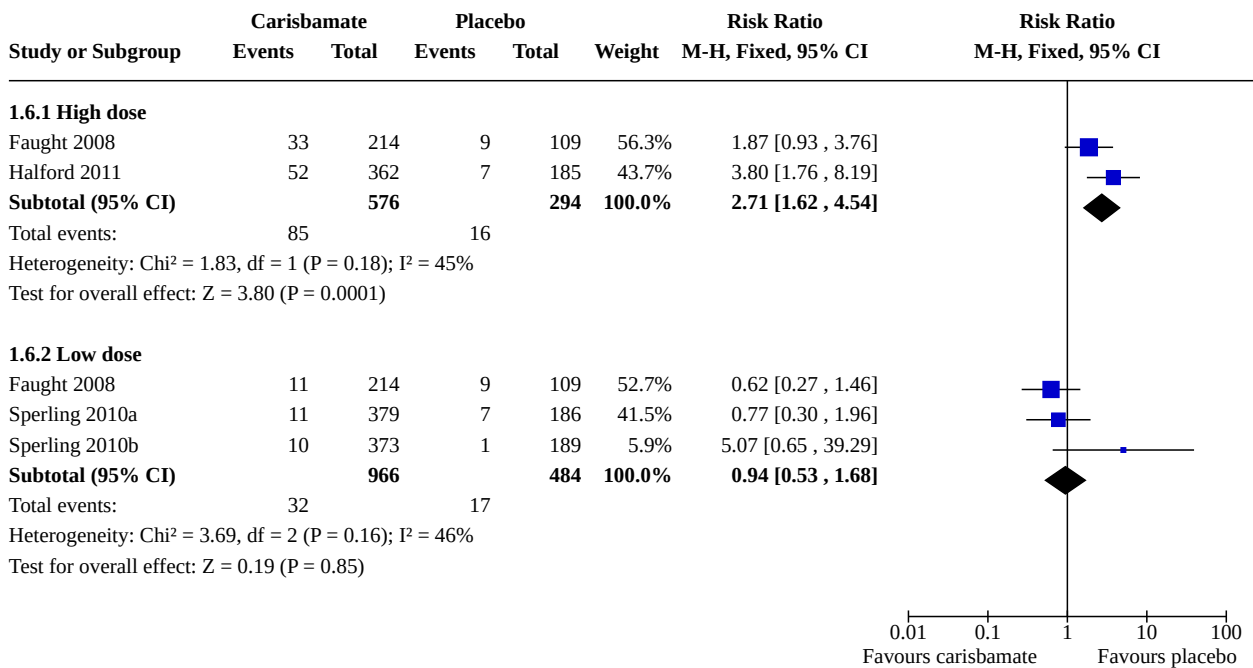 Carisbamate Placebo Risk Ratio Risk Ratio
Study or Subgroup Events Total Events Total Weight M-H, Fixed, 95% CI M-H, Fixed, 95% CI
1.6.1 High dose
Faught 2008 33 214 9 109 56.3% 1.87 [0.93 , 3.76]
Halford 2011 52 362 7 185 43.7% 3.80 [1.76 , 8.19]
Subtotal (95% CI) 576 294 100.0% 2.71 [1.62 , 4.54]
Total events: 85 16
Heterogeneity: Chi² = 1.83, df = 1 (P = 0.18); I² = 45%
Test for overall effect: Z = 3.80 (P = 0.0001)
1.6.2 Low dose
Faught 2008 11 214 9 109 52.7% 0.62 [0.27 , 1.46]
Sperling 2010a 11 379 7 186 41.5% 0.77 [0.30 , 1.96]
Sperling 2010b 10 373 1 189 5.9% 5.07 [0.65 , 39.29]
Subtotal (95% CI) 966 484 100.0% 0.94 [0.53 , 1.68]
Total events: 32 17
Heterogeneity: Chi² = 3.69, df = 2 (P = 0.16); I² = 46%
Test for overall effect: Z = 0.19 (P = 0.85)
0.01 0.1 1 10 100
Favours carisbamate Favours placebo